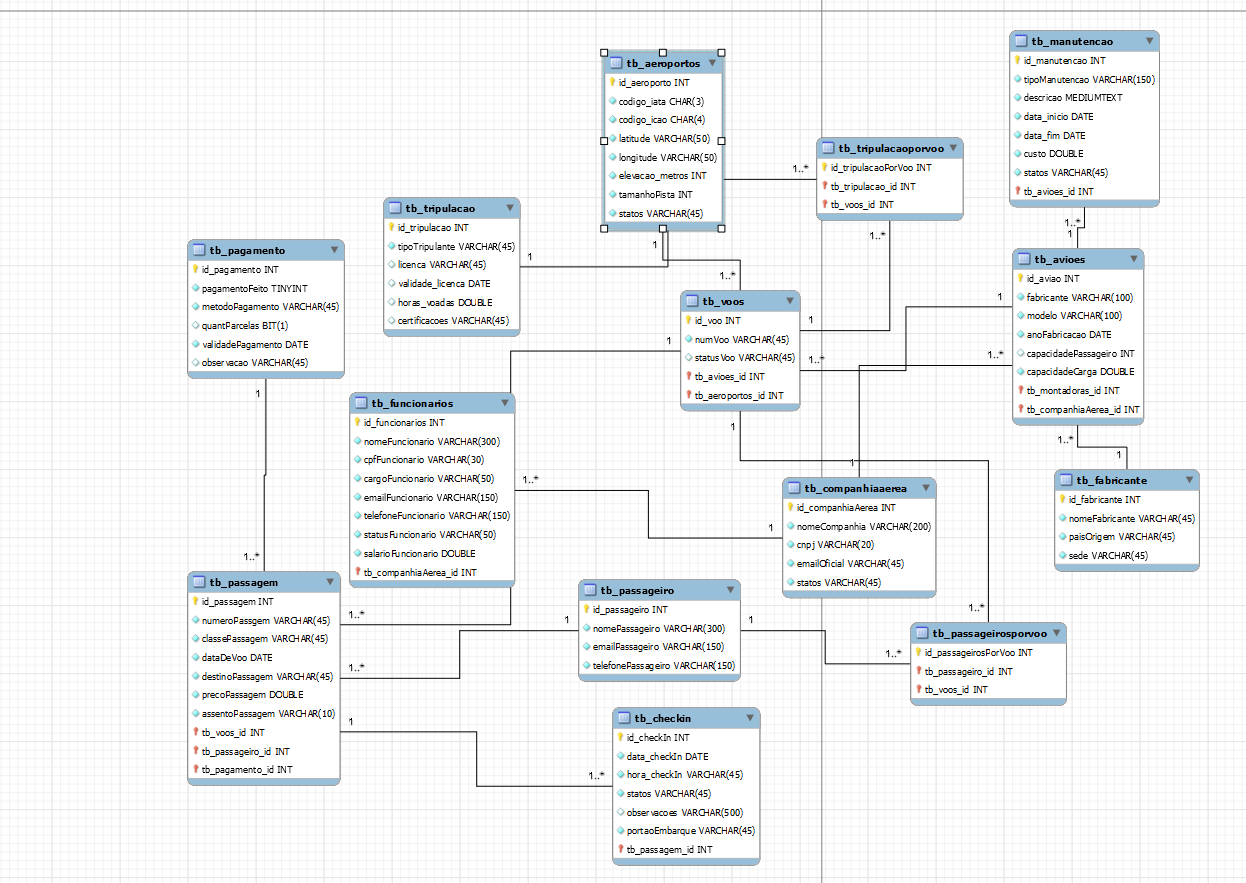 tb_manutencao
id_manutencao INT
tipoManutencao VARCHAR(150)
descricao MEDIUMTEXT
data_inicio DATE
data_fim DATE
custo DOUBLE
statos VARCHAR(45)
tb_avioes_id INT
tb_aeroportos
id_aeroporto INT
codigo_iata CHAR(3)
codigo_icao CHAR(4)
latitude VARCHAR(50)
longitude VARCHAR(50)
elevacao_metros INT
tamanhoPista INT
statos VARCHAR(45)
tb_tripulacaoporvoo
id_tripulacaoPorVoo INT
tb_tripulacao_id INT
tb_voos_id INT
1..*
1..*
tb_tripulacao
id_tripulacao INT
tipoTripulante VARCHAR(45)
licenca VARCHAR(45)
validade_licenca DATE
horas_voadas DOUBLE
certificacoes VARCHAR(45)
1
1
1..*
1..*
1
tb_pagamento
id_pagamento INT
pagamentoFeito TINYINT
metodoPagamento VARCHAR(45)
quantParcelas BIT(1)
validadePagamento DATE
observacao VARCHAR(45)
1
tb_avioes
id_aviao INT
fabricante VARCHAR(100)
modelo VARCHAR(100)
anoFabricacao DATE
capacidadePassageiro INT
capacidadeCarga DOUBLE
tb_montadoras_id INT
tb_companhiaAerea_id INT
1
1..*
1..*
1
tb_voos
id_voo INT
numVoo VARCHAR(45)
statusVoo VARCHAR(45)
tb_avioes_id INT
tb_aeroportos_id INT
1
1
1..*
1
tb_funcionarios
id_funcionarios INT
nomeFuncionario VARCHAR(300)
cpfFuncionario VARCHAR(30)
cargoFuncionario VARCHAR(50)
emailFuncionario VARCHAR(150)
telefoneFuncionario VARCHAR(150)
statusFuncionario VARCHAR(50)
salarioFuncionario DOUBLE
tb_companhiaAerea_id INT
1..*
1
1
tb_companhiaaerea
id_companhiaAerea INT
nomeCompanhia VARCHAR(200)
cnpj VARCHAR(20)
emailOficial VARCHAR(45)
statos VARCHAR(45)
tb_fabricante
id_fabricante INT
nomeFabricante VARCHAR(45)
paisOrigem VARCHAR(45)
sede VARCHAR(45)
1..*
tb_passagem
id_passagem INT
numeroPassgem VARCHAR(45)
classePassagem VARCHAR(45)
dataDeVoo DATE
destinoPassagem VARCHAR(45)
precoPassagem DOUBLE
assentoPassagem VARCHAR(10)
tb_voos_id INT
tb_passageiro_id INT
tb_pagamento_id INT
1..*
1..*
1
1
tb_passageiro
id_passageiro INT
nomePassageiro VARCHAR(300)
emailPassageiro VARCHAR(150)
telefonePassageiro VARCHAR(150)
1
1..*
1..*
tb_passageirosporvoo
id_passageirosPorVoo INT
tb_passageiro_id INT
tb_voos_id INT
1..*
tb_checkin
id_checkIn INT
data_checkIn DATE
hora_checkIn VARCHAR(45)
statos VARCHAR(45)
observacoes VARCHAR(500)
portaoEmbarque VARCHAR(45)
tb_passagem_id INT